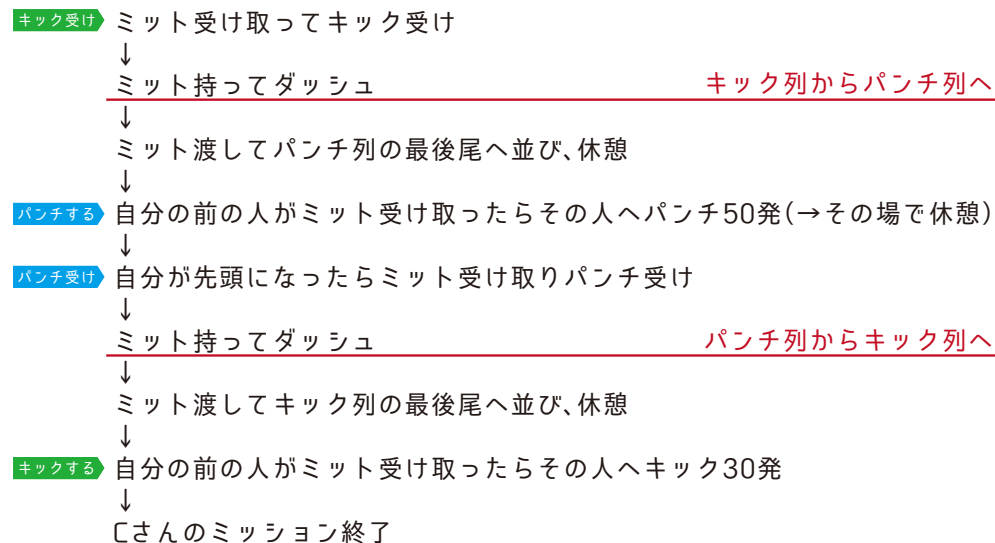 キック受け ミット受け取ってキック受け
↓
ミット持ってダッシュ キック列からパンチ列へ
↓
ミット渡してパンチ列の最後尾へ並び、休憩
↓
パンチする 自分の前の人がミット受け取ったらその人へパンチ50発(→その場で休憩)
↓
パンチ受け 自分が先頭になったらミット受け取りパンチ受け
↓
ミット持ってダッシュ パンチ列からキック列へ
↓
ミット渡してキック列の最後尾へ並び、休憩
↓
キックする 自分の前の人がミット受け取ったらその人へキック30発
↓
Cさんのミッション終了